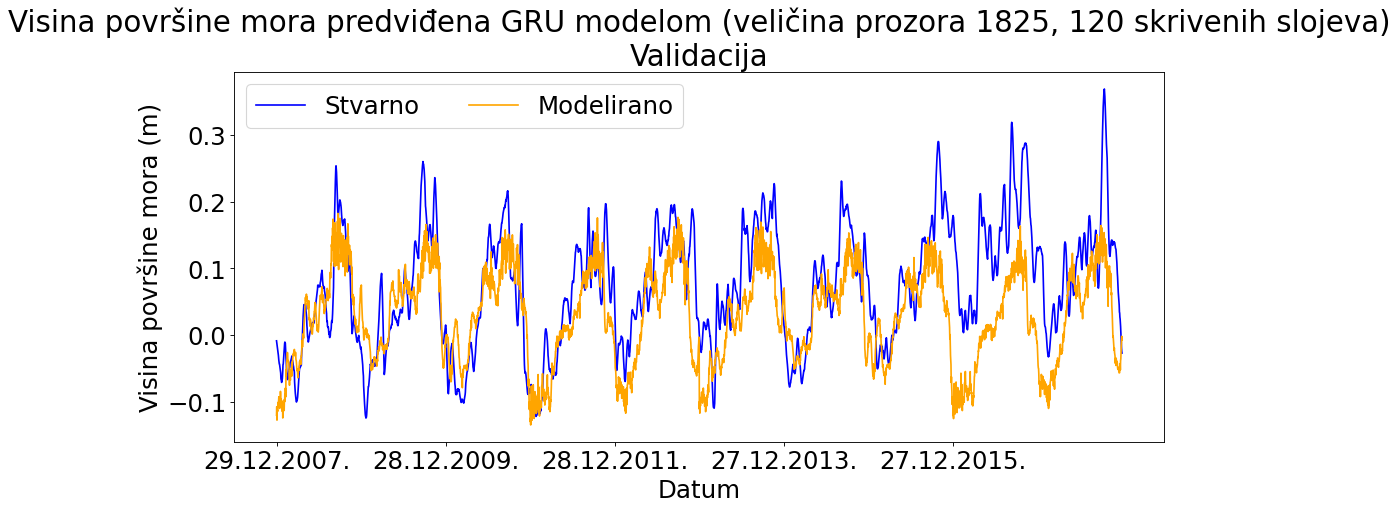 Visina površine mora predviđena GRU modelom (veličina prozora 1825, 120 skrivenih slojeva)
Validacija
Stvarno
Modelirano
Visina površine mora (m)
0.3
0.2
0.1
0.0
−0.1
29.12.2007.
28.12.2009.
28.12.2011.
27.12.2013.
27.12.2015.
Datum